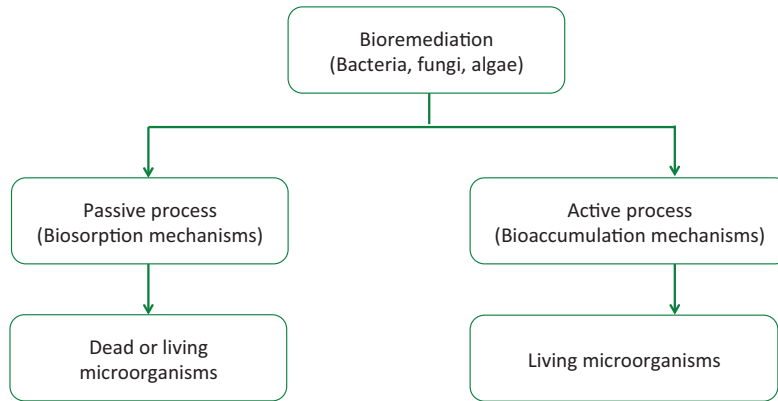 Bioremediation
(Bacteria, fungi, algae)
Passive process
(Biosorption mechanisms)
Active process
(Bioaccumulation mechanisms)
Dead or living
microorganisms
Living microorganisms